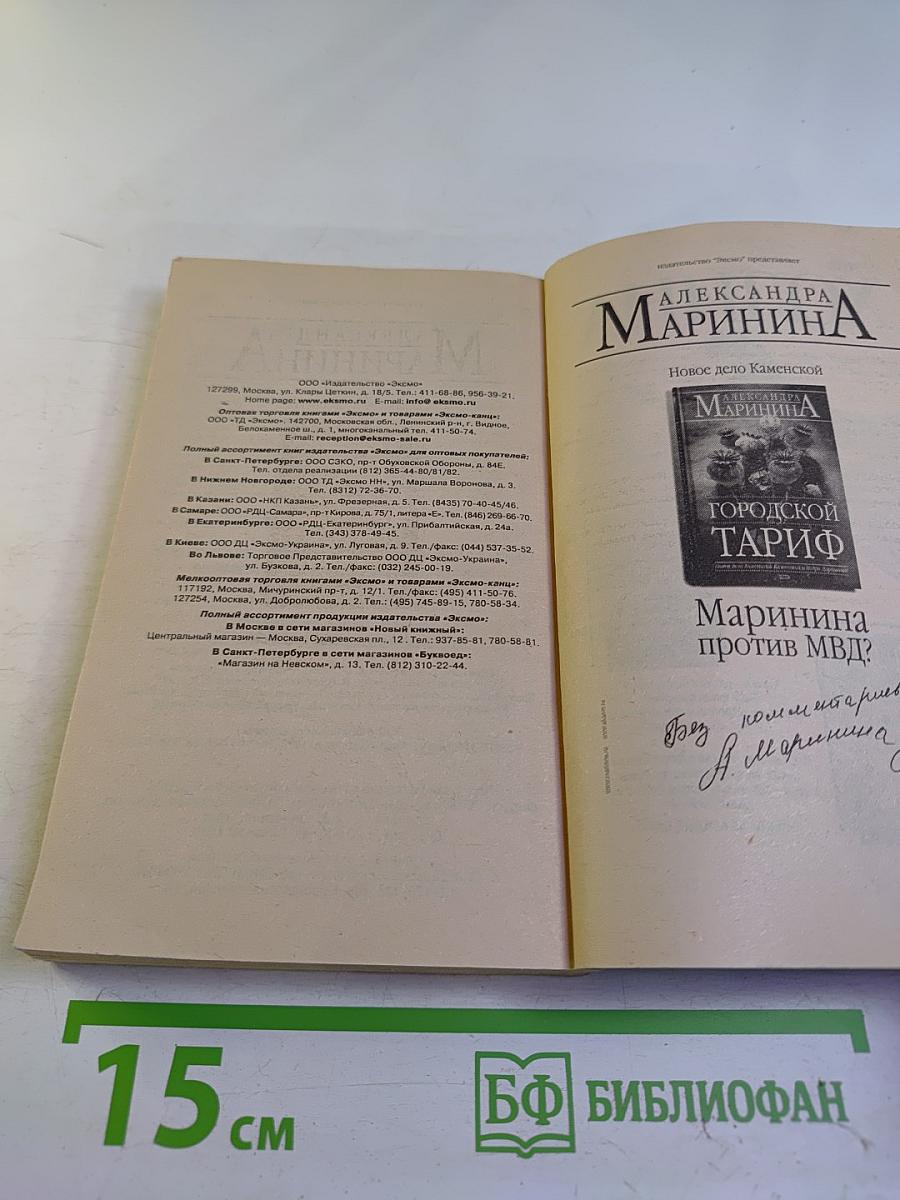 ООО «Издательство «Эксмо»
127299, Москва, ул. Клары Цеткин, д. 18/5. Тел.: 411-68-86, 956-39-21.
Home page: www.eksmo.ru E-mail: info@ eksmo.ru
Оптовая торговля книгами «Эксмо» и товарами «Эксмо-канц»:
ООО «ТД «Эксмо». 142700, Московская обл., Ленинский р-н, г. Видное,
Белокаменное ш., д. 1, многоканальный тел. 411-50-74.
E-mail: reception@eksmo-sale.ru
Полный ассортимент книг издательства «Эксмо» для оптовых покупателей:
В Санкт-Петербурге: ООО СЗКО, пр-т Обуховской Обороны, д. 84Е.
Тел. отдела реализации (812) 365-44-80/81/82.
В Нижнем Новгороде: ООО ТД «Эксмо НН», ул. Маршала Воронова, д. 3.
Тел. (8312) 72-36-70.
В Казани: ООО «НКП Казань», ул. Фрезерная, д. 5. Тел. (8435) 70-40-45/46.
В Самаре: ООО «РДЦ-Самара», пр-т Кирова, д. 75/1, литера «Е». Тел. (846) 269-66-70.
В Екатеринбурге: ООО «РДЦ-Екатеринбург», ул. Прибалтийская, д. 24а.
Тел. (343) 378-49-45.
В Киеве: ООО ДЦ «Эксмо-Украина», ул. Луговая, д. 9. Тел./факс: (044) 537-35-52.
Во Львове: Торговое Представительство ООО ДЦ «Эксмо-Украина»,
ул. Бузкова, д. 2. Тел./факс: (032) 245-00-19.
Мелкооптовая торговля книгами «Эксмо» и товарами «Эксмо-канц»:
117192, Москва, Мичуринский пр-т, д. 12/1. Тел./факс: (495) 411-50-76.
127254, Москва, ул. Добролюбова, д. 2. Тел.: (495) 745-89-15, 780-58-34.
Полный ассортимент продукции издательства «Эксмо»:
В Москве в сети магазинов «Новый книжный»:
Центральный магазин — Москва, Сухаревская пл., 12 . Тел.: 937-85-81, 780-58-81.
В Санкт-Петербурге в сети магазинов «Буквоед»:
«Магазин на Невском», д. 13. Тел. (812) 310-22-44.
издательство "Эксмо" представляет
АЛЕКСАНДРА
МАРИНИНА
Новое дело Каменской
АЛЕКСАНДРА
МАРИНИНА
ГОРОДСКОЙ
ТАРИФ
Маринина
против МВД?
Без комментариев
А. Маринина
15 см
БФ БИБЛИОФАН